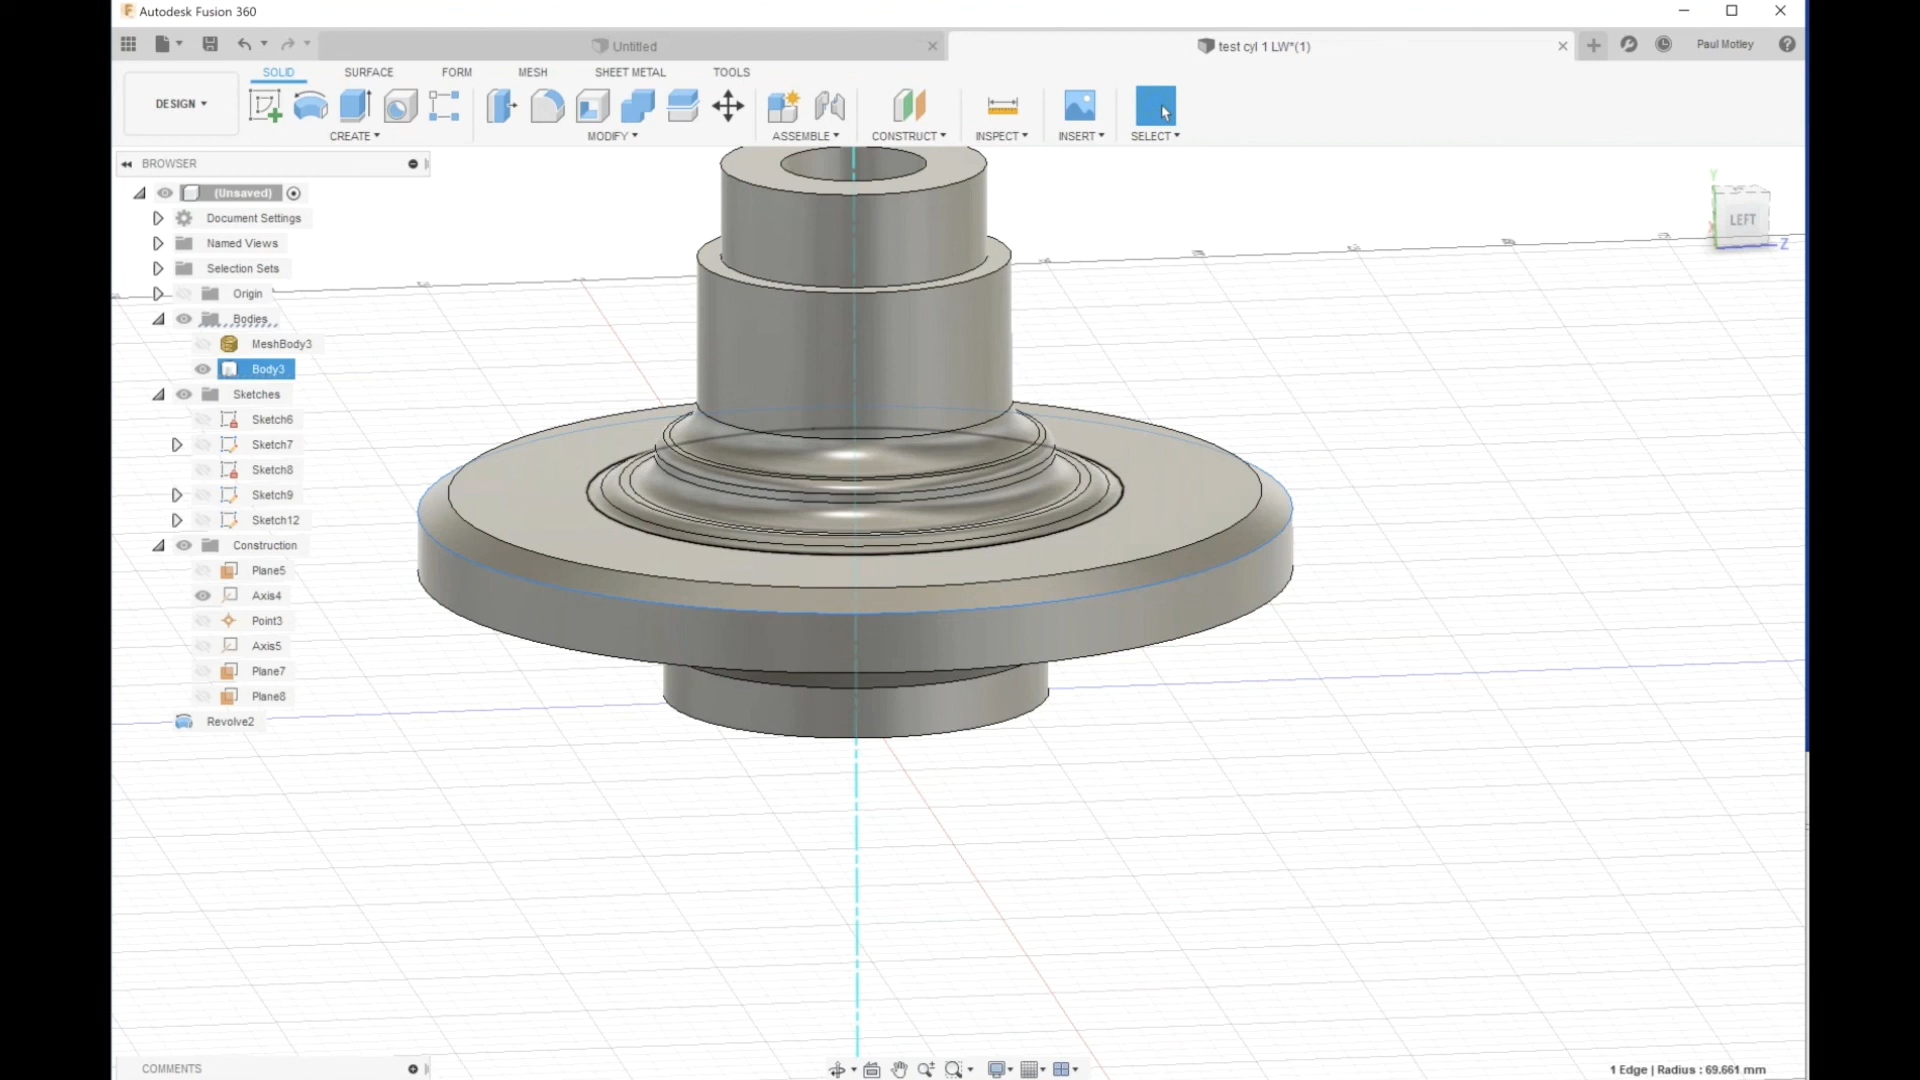 Autodesk Fusion 360
Untitled
test cyl 1 LW*(1)
Paul Motley
DESIGN
SOLID
SURFACE
FORM
MESH
SHEET METAL
TOOLS
CREATE
MODIFY
ASSEMBLE
CONSTRUCT
INSPECT
INSERT
SELECT
BROWSER
(Unsaved)
Document Settings
Named Views
Selection Sets
Origin
Bodies
MeshBody3
Body3
Sketches
Sketch6
Sketch7
Sketch8
Sketch9
Sketch12
Construction
Plane5
Axis4
Point3
Axis5
Plane7
Plane8
Revolve2
Y
LEFT
X
Z
COMMENTS
1 Edge | Radius : 69.661 mm